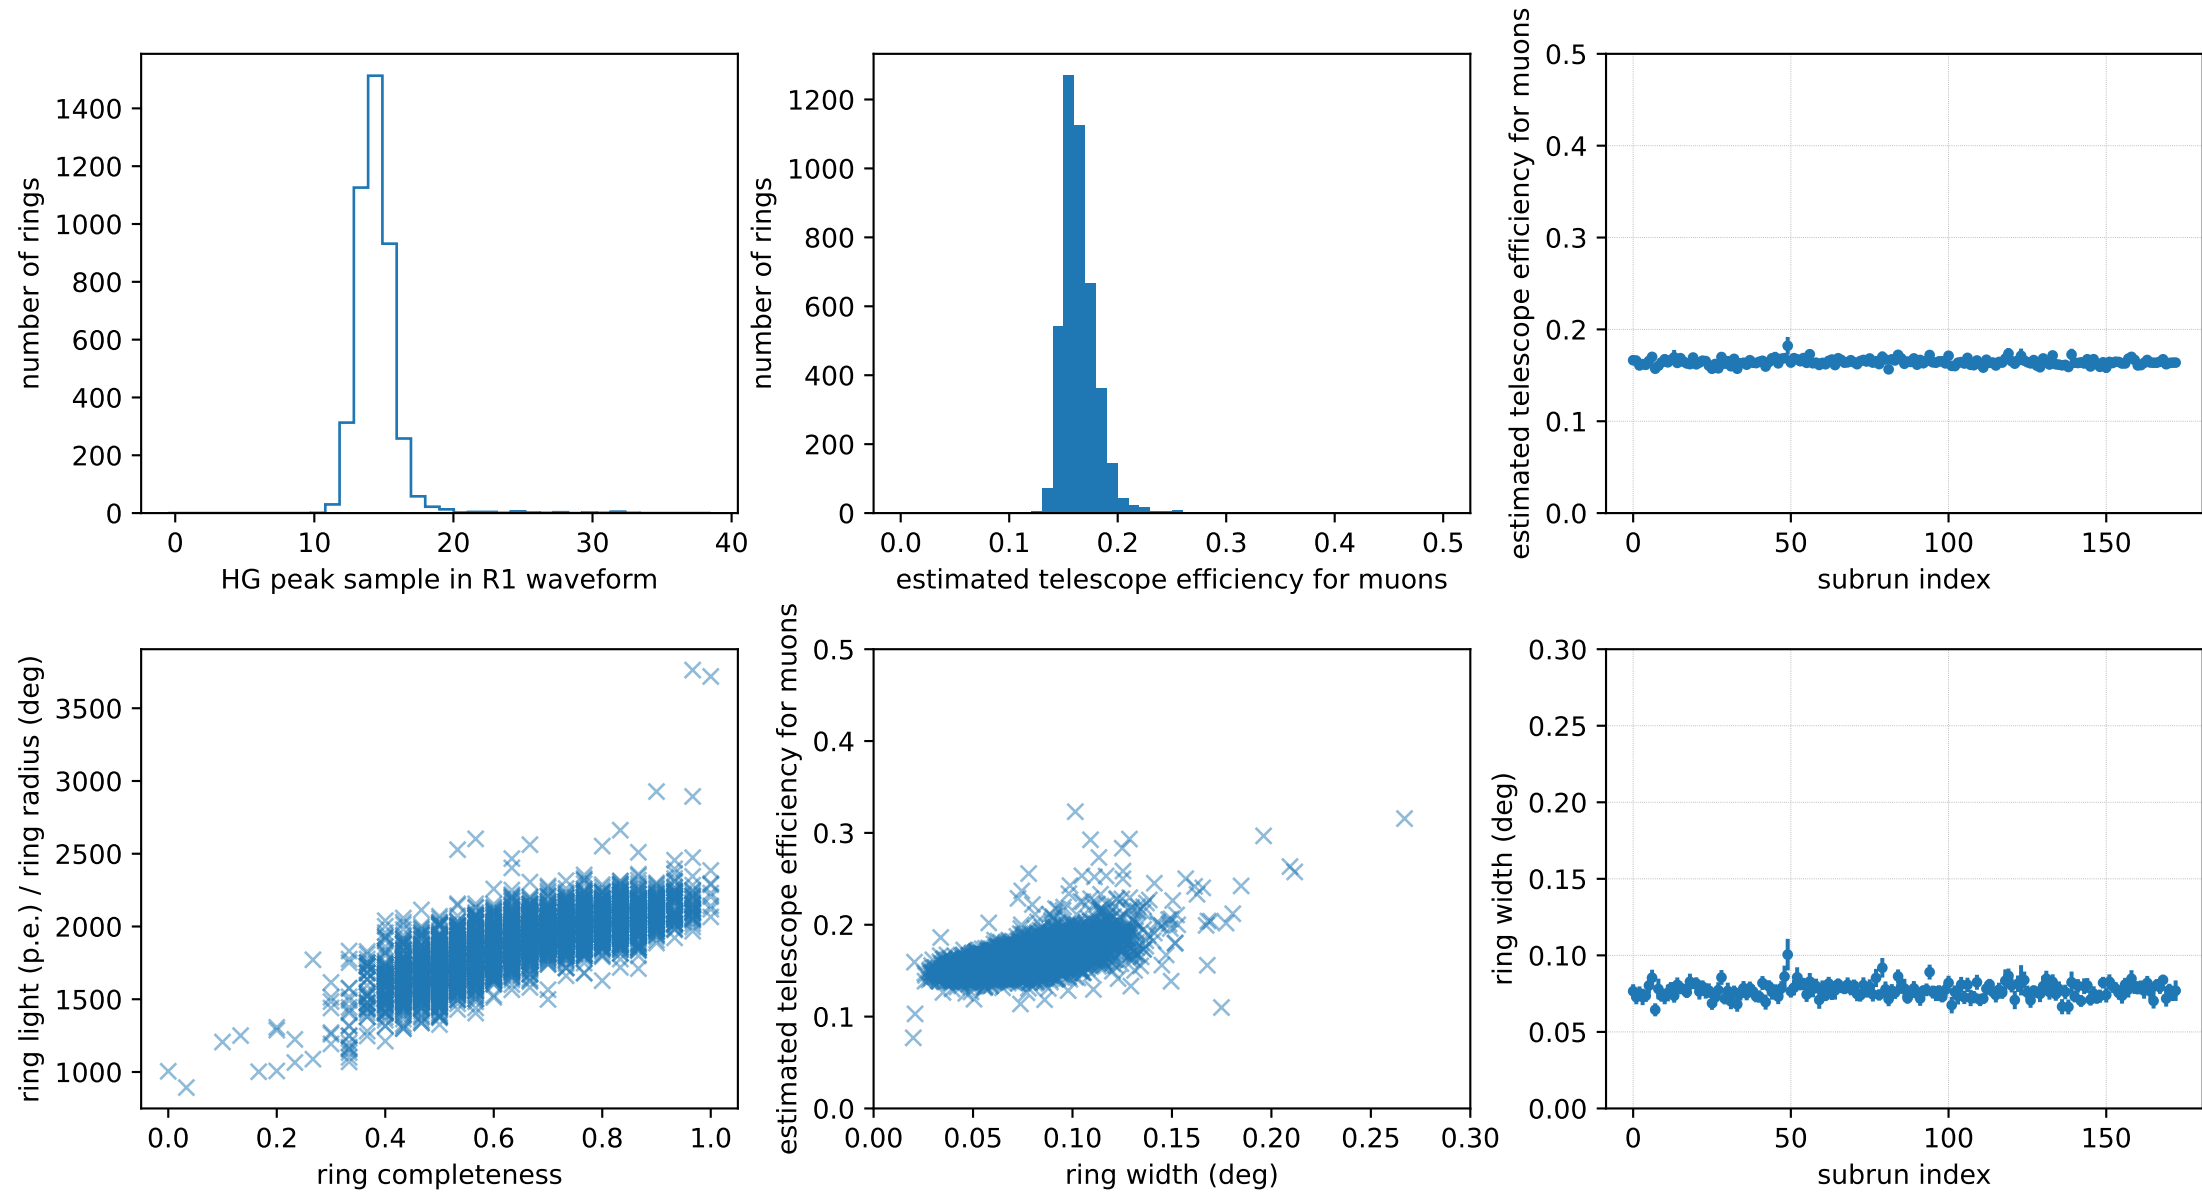 number of rings
1400
1200
1000
800
600
400
200
0
0 10 20 30 40
HG peak sample in R1 waveform
number of rings
1200
1000
800
600
400
200
0
0.0 0.1 0.2 0.3 0.4 0.5
estimated telescope efficiency for muons
estimated telescope efficiency for muons
0.5
0.4
0.3
0.2
0.1
0.0
0 50 100 150
subrun index
ring light (p.e.) / ring radius (deg)
3500
3000
2500
2000
1500
1000
0.0 0.2 0.4 0.6 0.8 1.0
ring completeness
estimated telescope efficiency for muons
0.5
0.4
0.3
0.2
0.1
0.0
0.00 0.05 0.10 0.15 0.20 0.25 0.30
ring width (deg)
ring width (deg)
0.30
0.25
0.20
0.15
0.10
0.05
0.00
0 50 100 150
subrun index